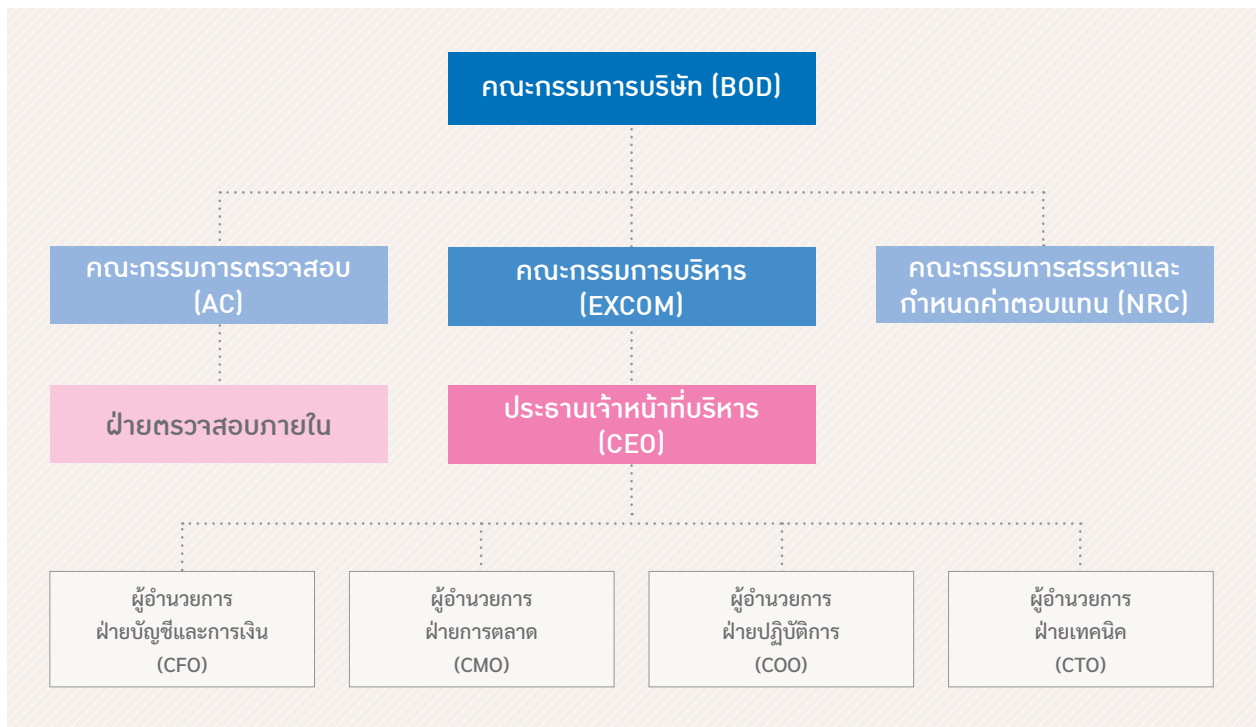 คณะกรรมการบริษัท (BOD)
คณะกรรมการตรวจสอบ
(AC)
คณะกรรมการบริหาร
(EXCOM)
คณะกรรมการสรรหาและ
กำหนดค่าตอบแทน (NRC)
ฝ่ายตรวจสอบภายใน
ประธานเจ้าหน้าที่บริหาร
(CEO)
ผู้อำนวยการ
ฝ่ายบัญชีและการเงิน
(CFO)
ผู้อำนวยการ
ฝ่ายการตลาด
(CMO)
ผู้อำนวยการ
ฝ่ายปฏิบัติการ
(COO)
ผู้อำนวยการ
ฝ่ายเทคนิค
(CTO)